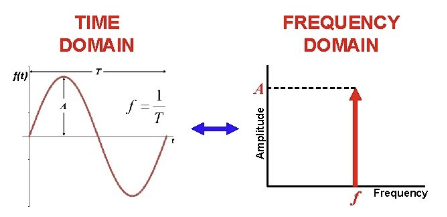 TIME
DOMAIN
f(t)
T
A
f = 1/T
t
FREQUENCY
DOMAIN
A
Amplitude
f
Frequency